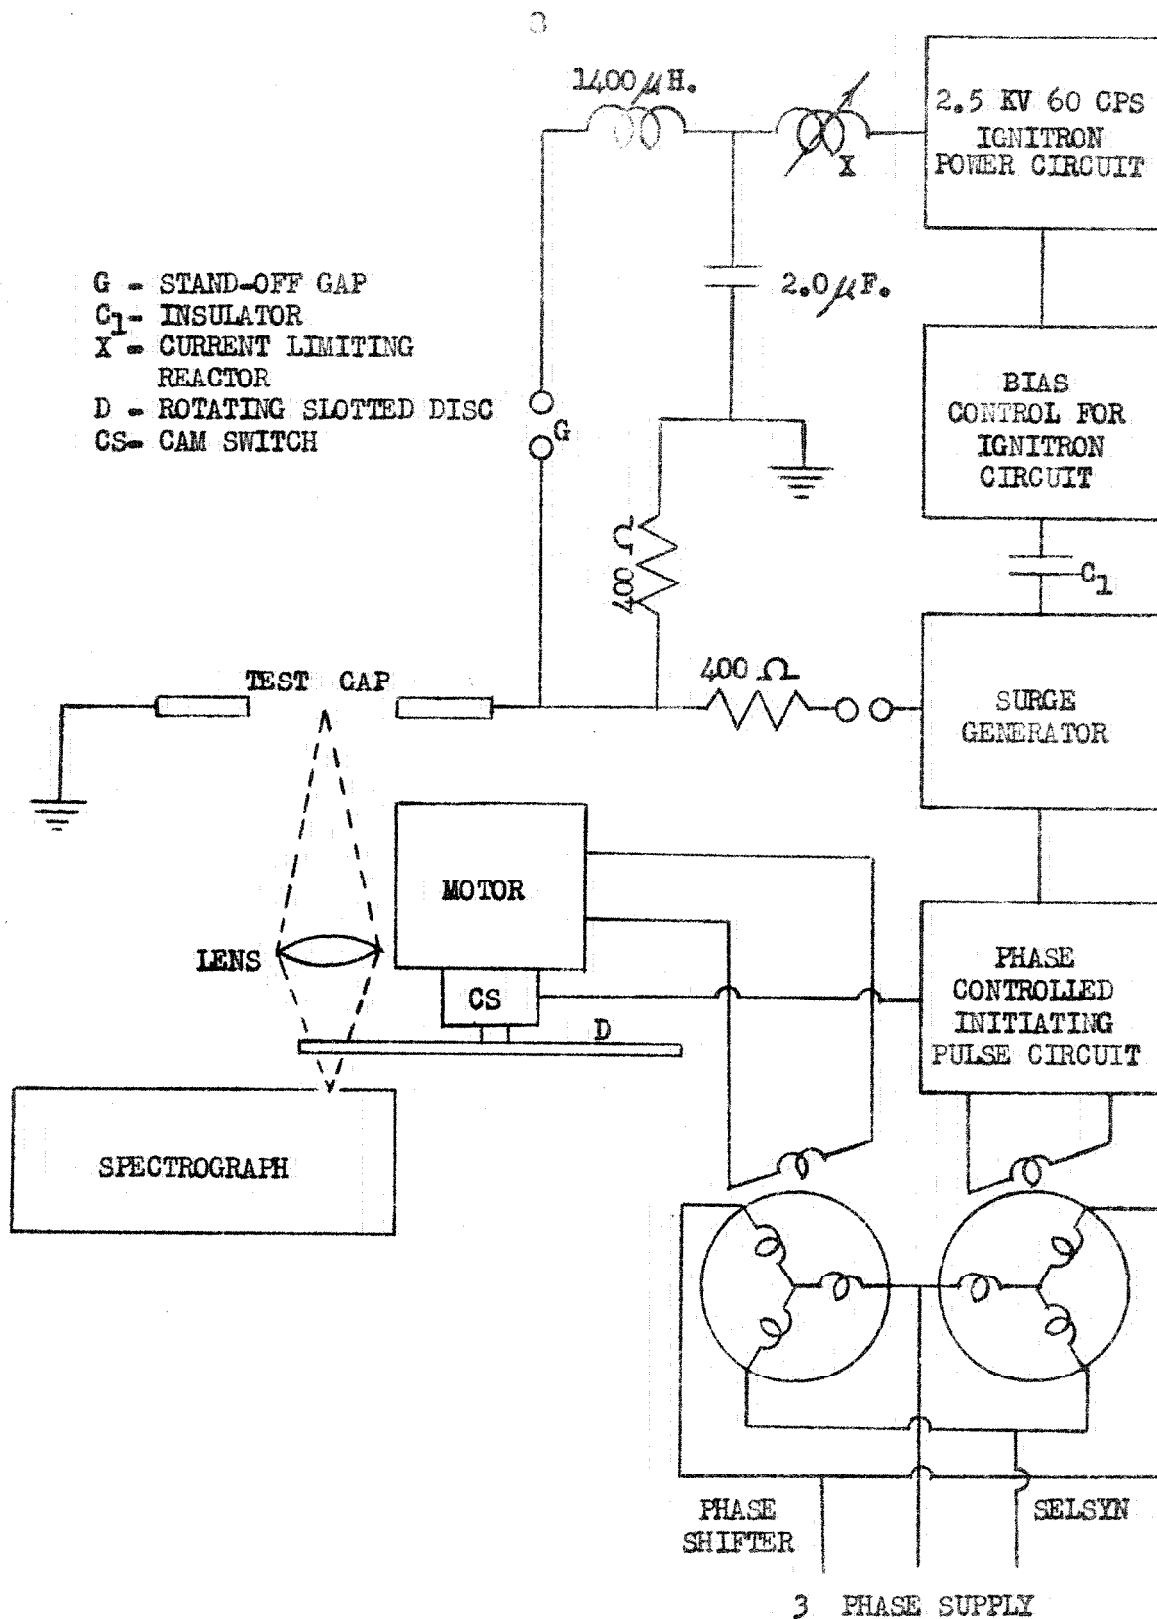 1400 μH.
2.5 KV 60 CPS
IGNITRON
POWER CIRCUIT
X
G - STAND-OFF GAP
C1- INSULATOR
X - CURRENT LIMITING
REACTOR
D - ROTATING SLOTTED DISC
CS- CAM SWITCH
2.0 μF.
G
BIAS
CONTROL FOR
IGNITRON
CIRCUIT
400 Ω
C1
TEST GAP
400 Ω
SURGE
GENERATOR
MOTOR
LENS
CS
D
PHASE
CONTROLLED
INITIATING
PULSE CIRCUIT
SPECTROGRAPH
PHASE
SHIFTER
SELSYN
3 PHASE SUPPLY